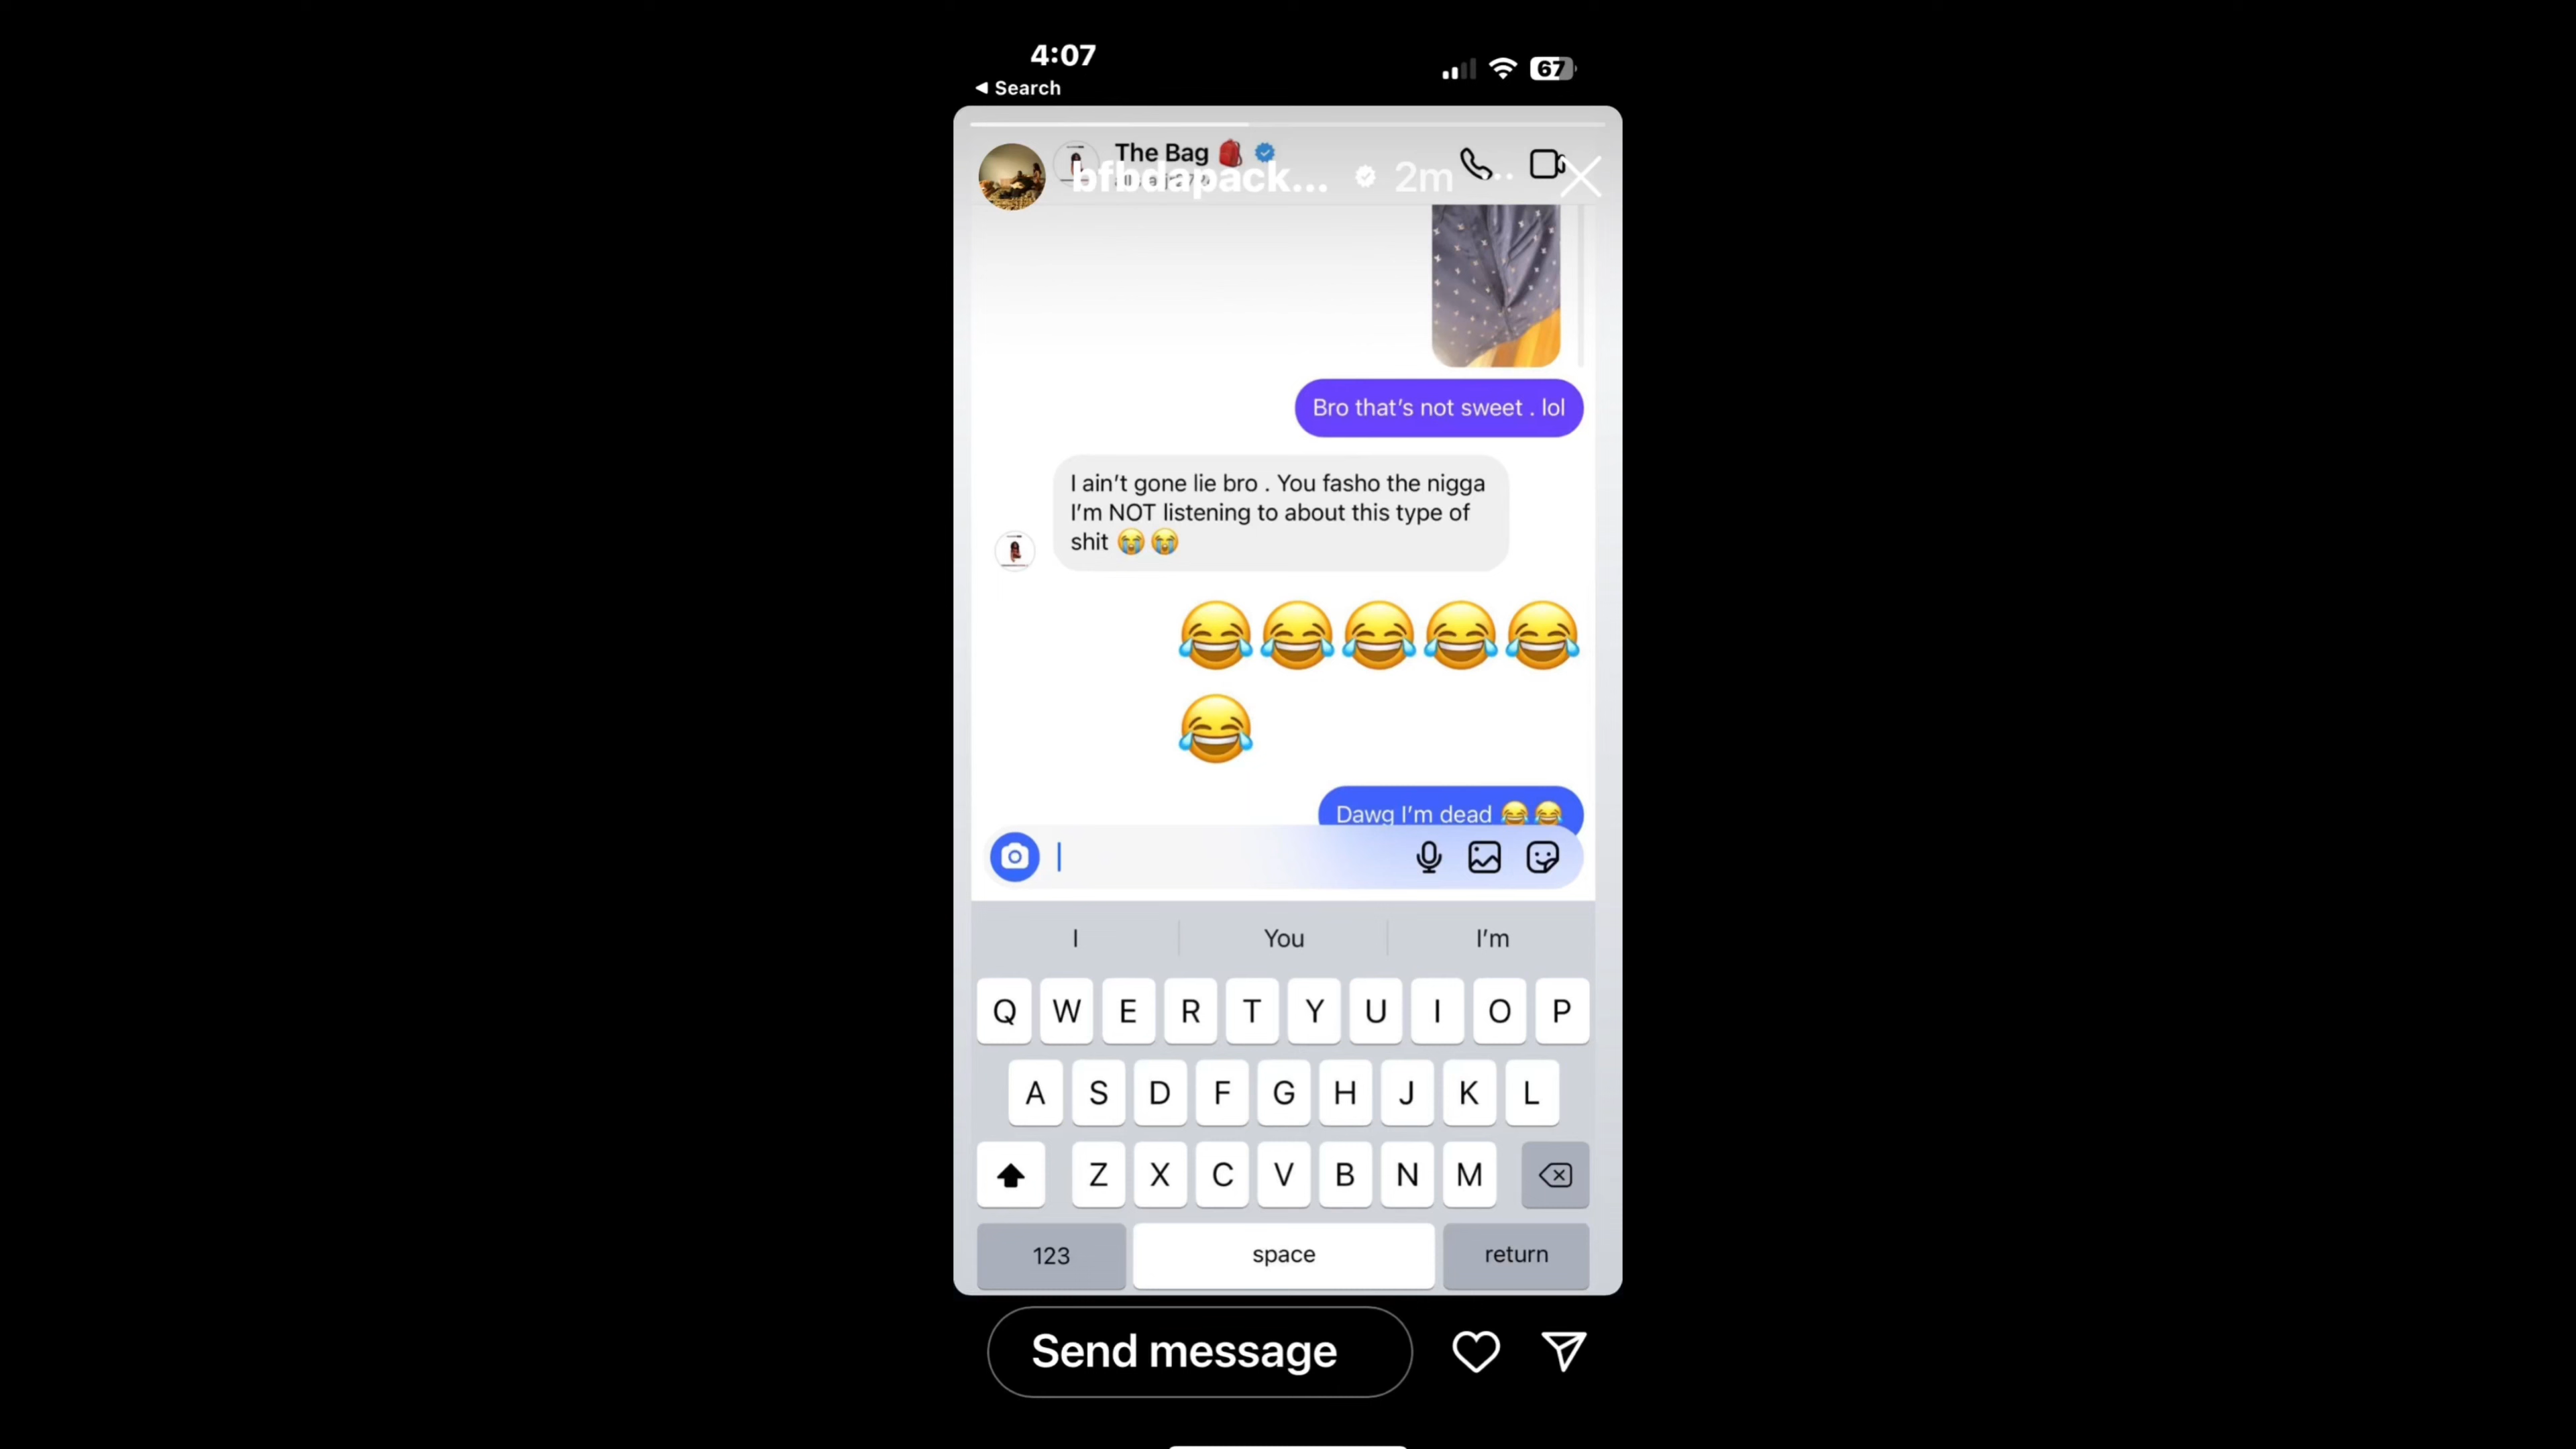 4:07
67
◀ Search
The Bag 🎒
bfbdapack... 2m ...
Bro that's not sweet . lol
I ain't gone lie bro . You fasho the nigga
I'm NOT listening to about this type of
shit 😭😭
😂😂😂😂😂
😂
Dawg I'm dead 😂😂
I You I'm
Q W E R T Y U I O P
A S D F G H J K L
Z X C V B N M
123 space return
Send message